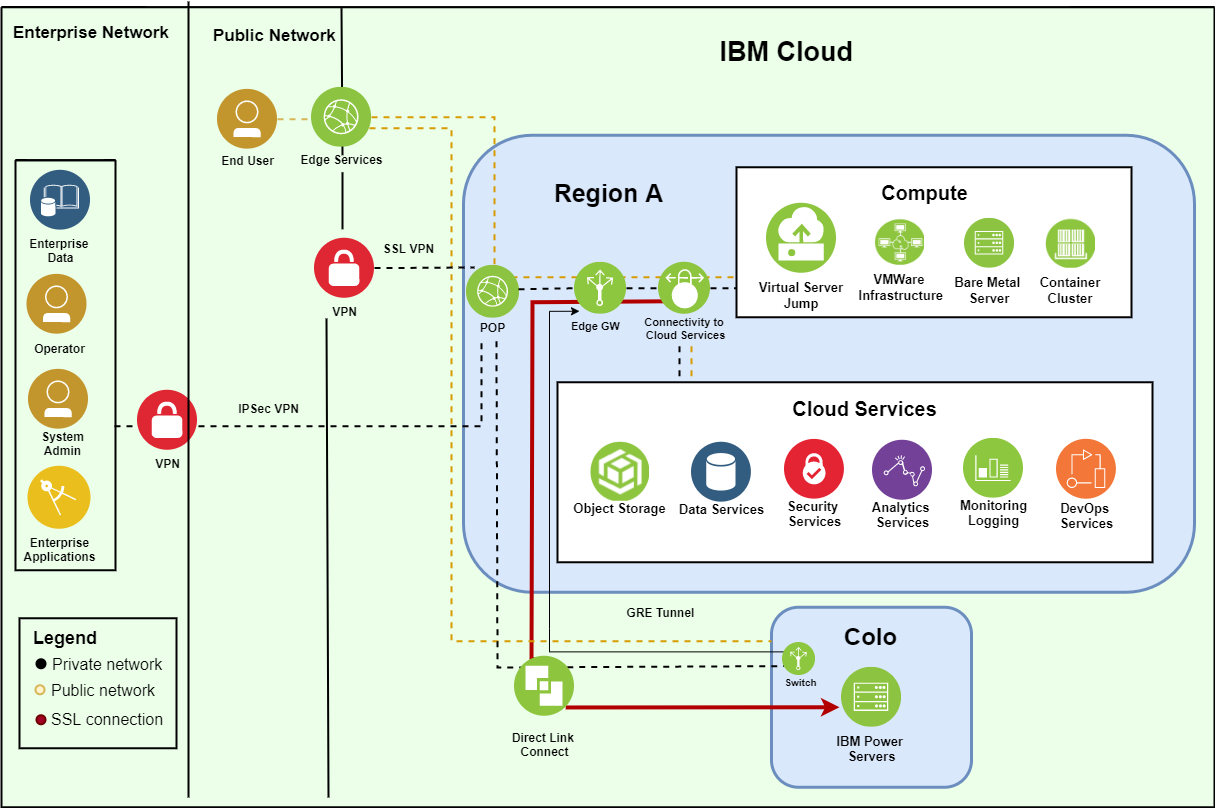 Enterprise Network
Public Network
IBM Cloud
End User
Edge Services
Enterprise
Data
Operator
System
Admin
Enterprise
Applications
VPN
IPSec VPN
VPN
SSL VPN
Region A
POP
Edge GW
Connectivity to
Cloud Services
Compute
Virtual Server
Jump
VMWare
Infrastructure
Bare Metal
Server
Container
Cluster
Cloud Services
Object Storage
Data Services
Security
Services
Analytics
Services
Monitoring
Logging
DevOps
Services
GRE Tunnel
Direct Link
Connect
Colo
Switch
IBM Power
Servers
Legend
Private network
Public network
SSL connection